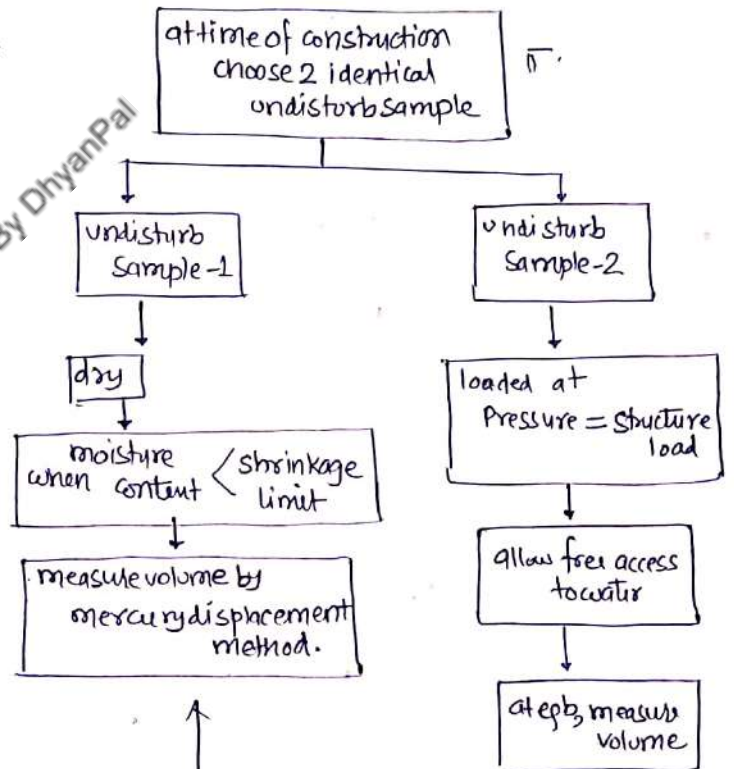 at time of construction
choose 2 identical
undisturb sample
By DhyanPal
undisturb
Sample-1
undisturb
Sample-2
dry
loaded at
Pressure = structure
load
moisture
when content < shrinkage
limit
allow free access
to water
measure volume by
mercury displacement
method.
measure
volume